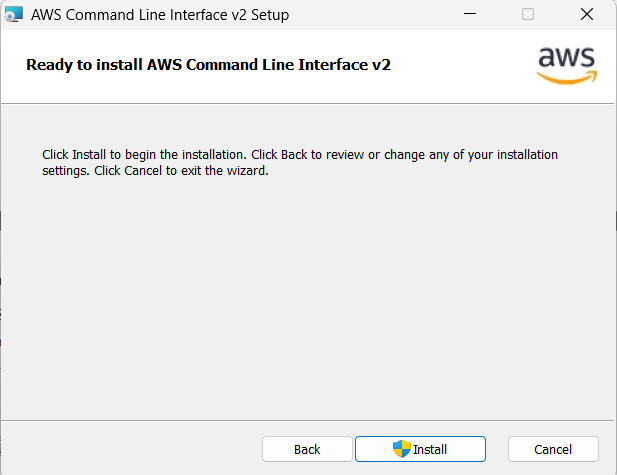 AWS Command Line Interface v2 Setup
Ready to install AWS Command Line Interface v2
aws
Click Install to begin the installation. Click Back to review or change any of your installation
settings. Click Cancel to exit the wizard.
Back
Install
Cancel